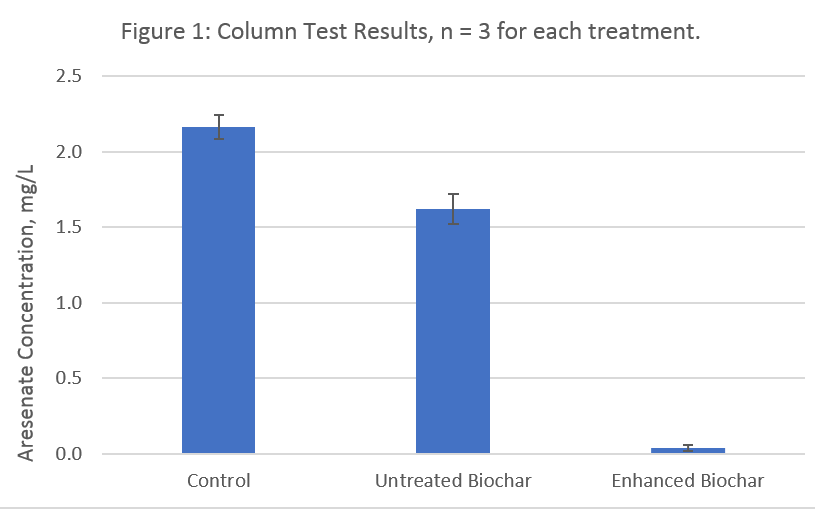 Figure 1: Column Test Results, n = 3 for each treatment.
2.5
2.0
1.5
1.0
0.5
0.0
Aresenate Concentration, mg/L
Control
Untreated Biochar
Enhanced Biochar